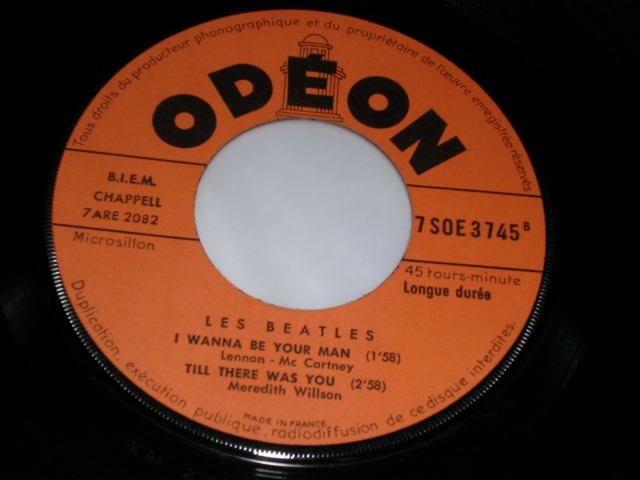 Tous droits du producteur phonographique et du propriétaire de l'œuvre enregistrée réservés
ODÉON
B.I.E.M.
CHAPPELL
7 ARE 2082
7 SOE 3745 B
Microsillon
45 tours-minute
Longue durée
LES BEATLES
I WANNA BE YOUR MAN (1'58)
Lennon - Mc Cartney
TILL THERE WAS YOU (2'58)
Meredith Willson
MADE IN FRANCE
Duplication, exécution publique, radiodiffusion de ce disque interdites.